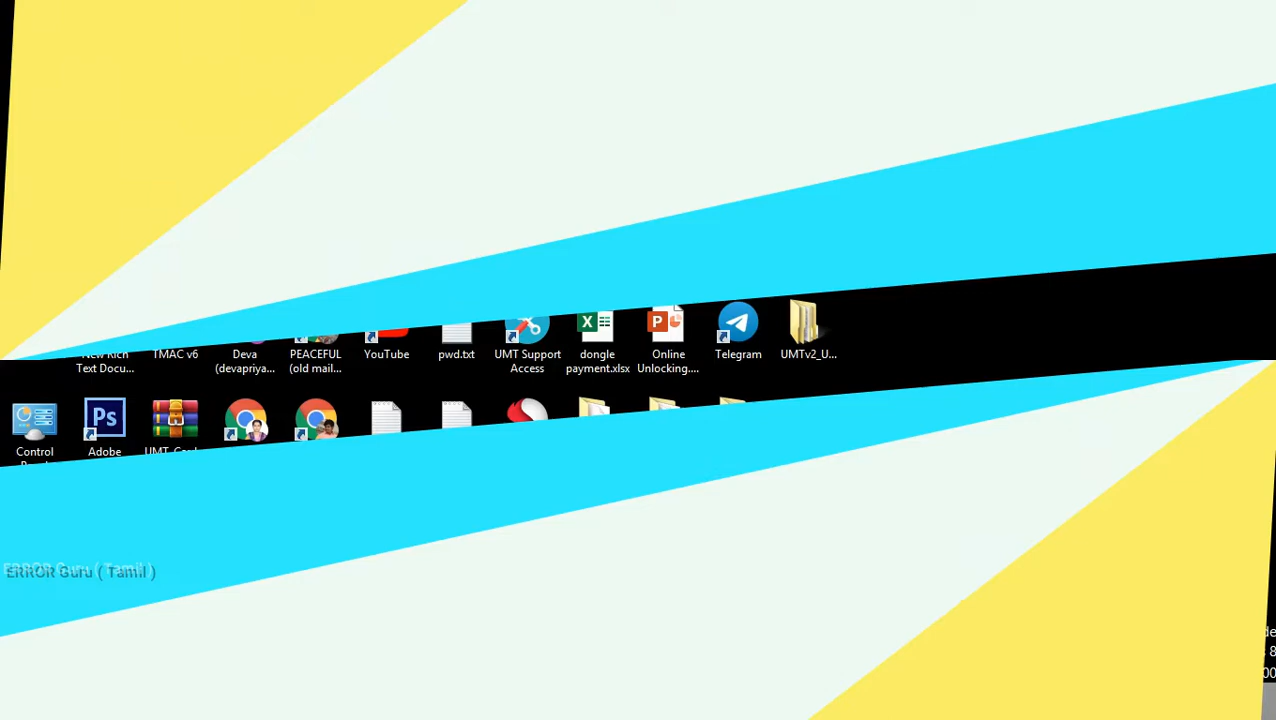 New Rich
Text Docu...
TMAC v6
Deva
(devapriya...
PEACEFUL
(old mail...
YouTube
pwd.txt
UMT Support
Access
dongle
payment.xlsx
Online
Unlocking....
Telegram
UMTv2_U...
Control
Ps
Adobe
ERROR Guru ( Tamil )